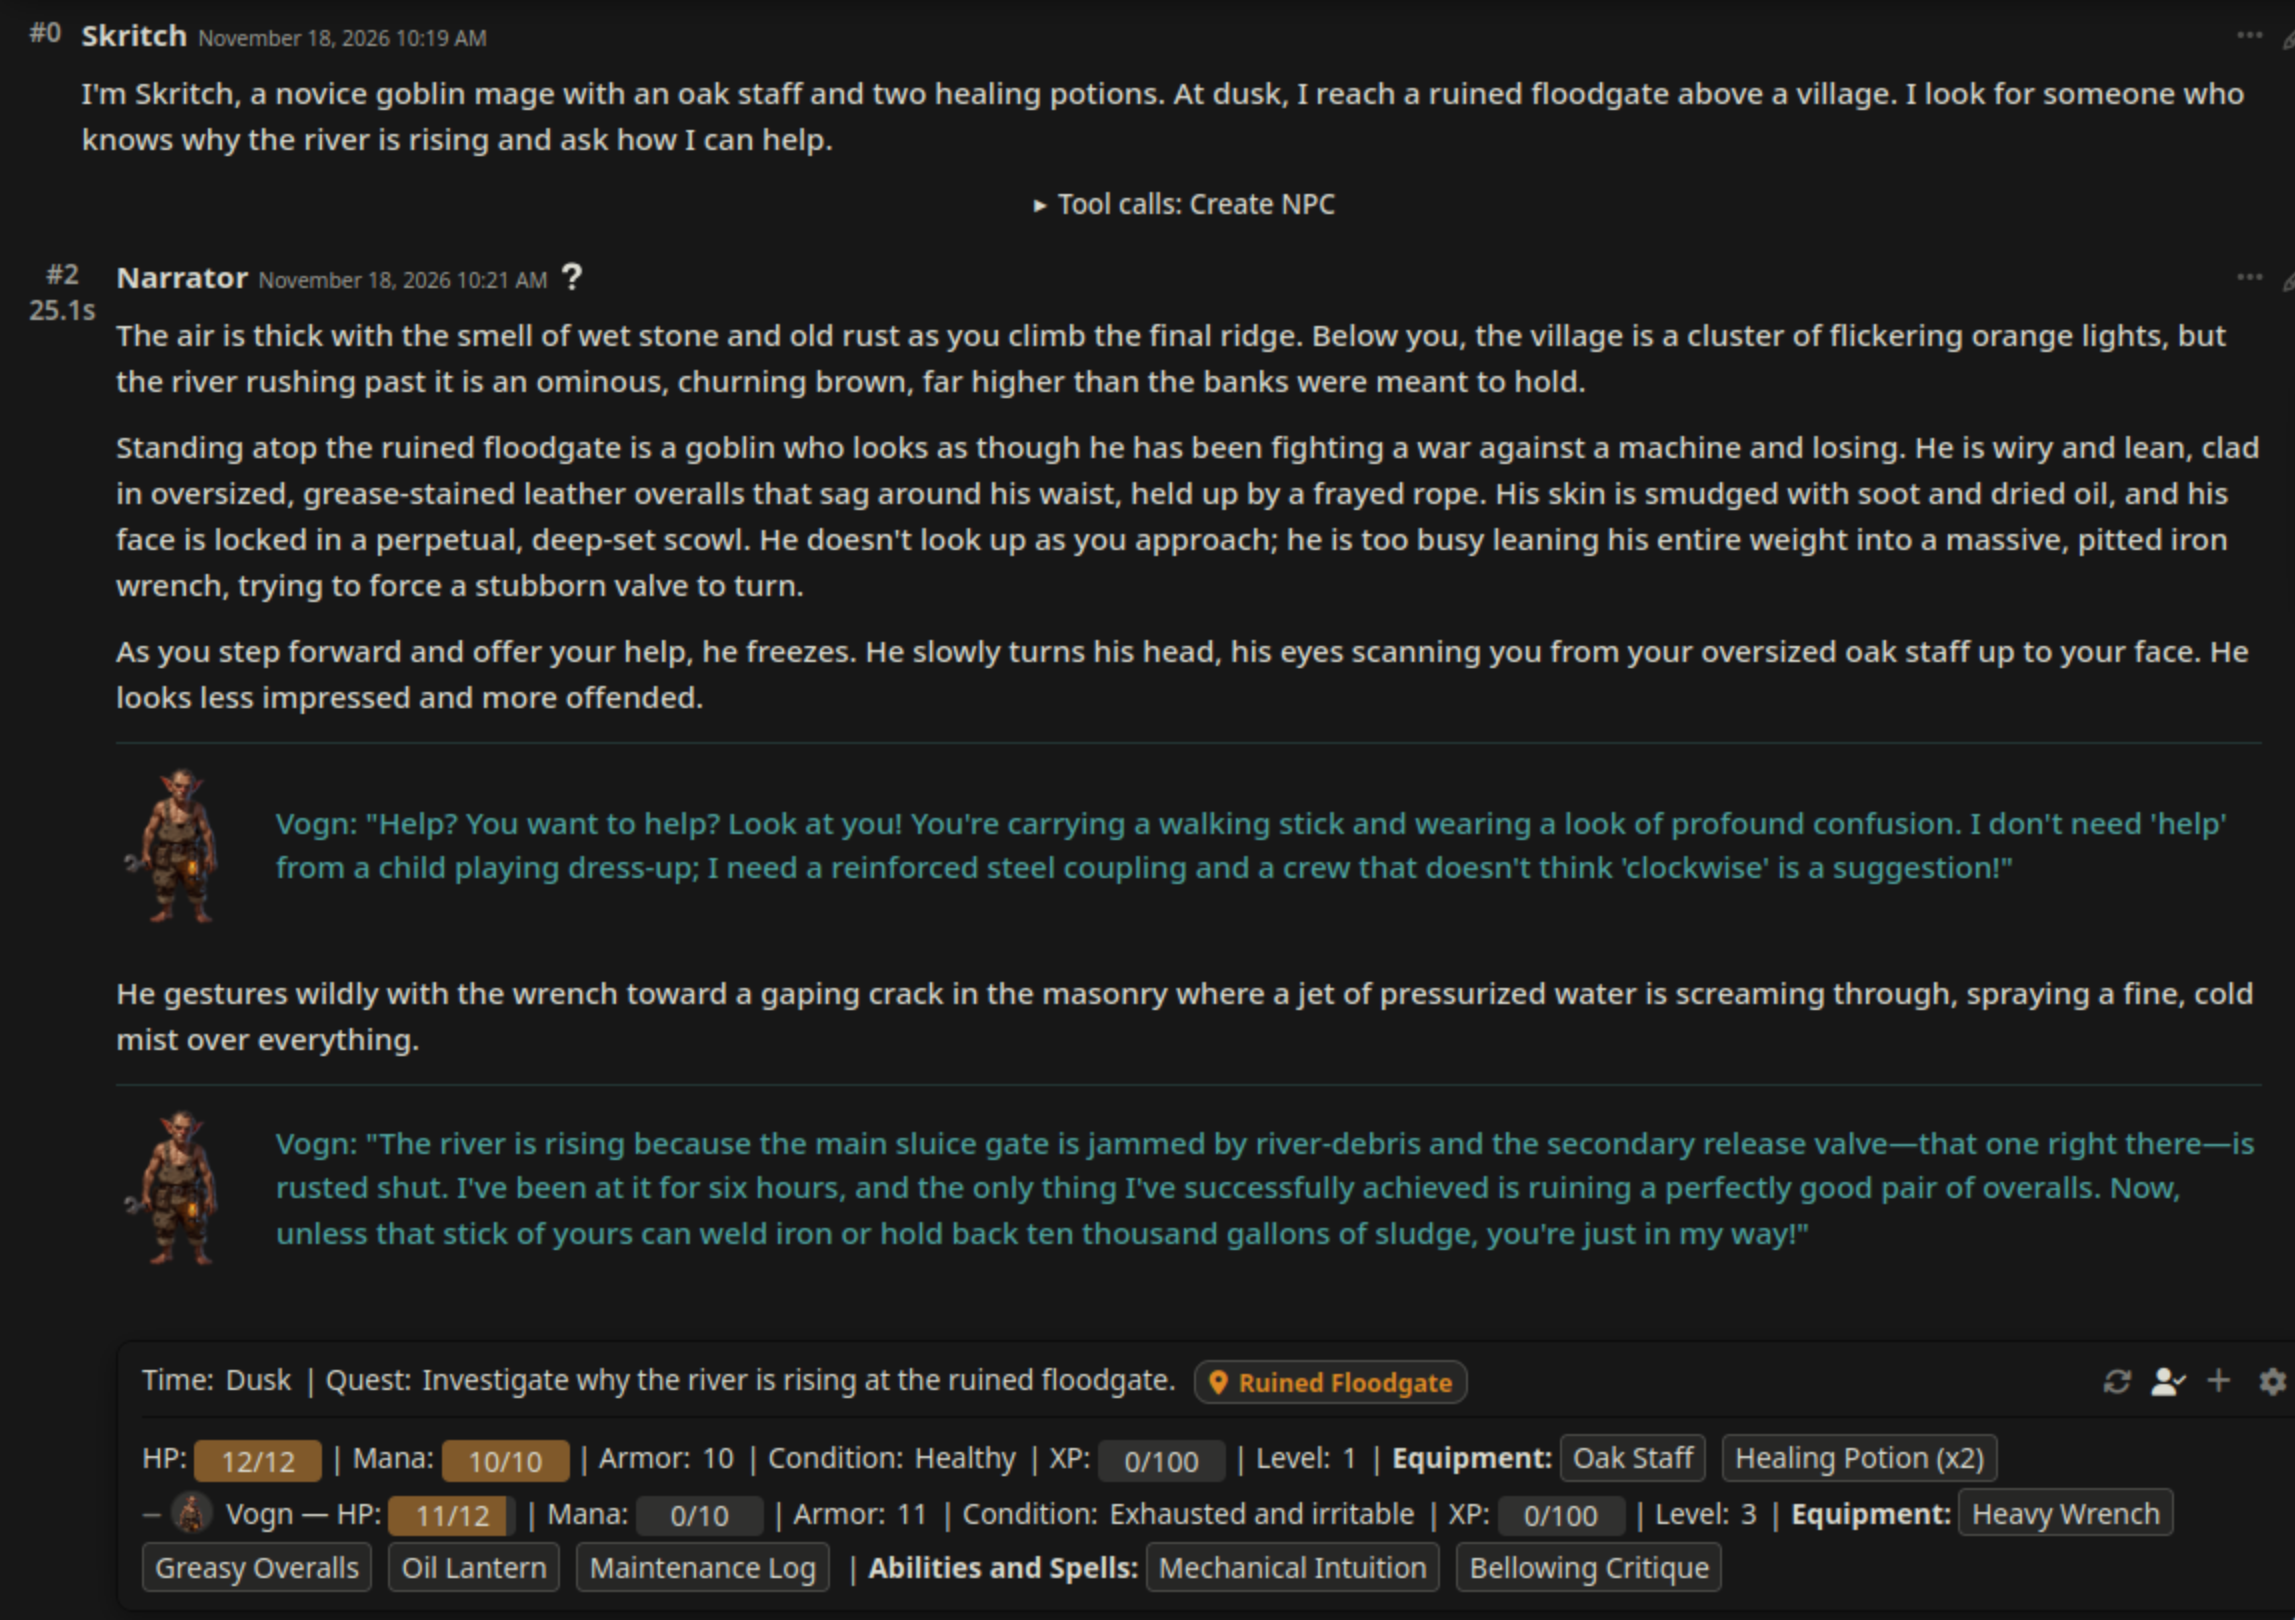 #0 Skritch November 18, 2026 10:19 AM
I'm Skritch, a novice goblin mage with an oak staff and two healing potions. At dusk, I reach a ruined floodgate above a village. I look for someone who
knows why the river is rising and ask how I can help.
▸ Tool calls: Create NPC
#2 Narrator November 18, 2026 10:21 AM ?
25.1s
The air is thick with the smell of wet stone and old rust as you climb the final ridge. Below you, the village is a cluster of flickering orange lights, but
the river rushing past it is an ominous, churning brown, far higher than the banks were meant to hold.
Standing atop the ruined floodgate is a goblin who looks as though he has been fighting a war against a machine and losing. He is wiry and lean, clad
in oversized, grease-stained leather overalls that sag around his waist, held up by a frayed rope. His skin is smudged with soot and dried oil, and his
face is locked in a perpetual, deep-set scowl. He doesn't look up as you approach; he is too busy leaning his entire weight into a massive, pitted iron
wrench, trying to force a stubborn valve to turn.
As you step forward and offer your help, he freezes. He slowly turns his head, his eyes scanning you from your oversized oak staff up to your face. He
looks less impressed and more offended.
Vogn: "Help? You want to help? Look at you! You're carrying a walking stick and wearing a look of profound confusion. I don't need 'help'
from a child playing dress-up; I need a reinforced steel coupling and a crew that doesn't think 'clockwise' is a suggestion!"
He gestures wildly with the wrench toward a gaping crack in the masonry where a jet of pressurized water is screaming through, spraying a fine, cold
mist over everything.
Vogn: "The river is rising because the main sluice gate is jammed by river-debris and the secondary release valve—that one right there—is
rusted shut. I've been at it for six hours, and the only thing I've successfully achieved is ruining a perfectly good pair of overalls. Now,
unless that stick of yours can weld iron or hold back ten thousand gallons of sludge, you're just in my way!"
Time: Dusk | Quest: Investigate why the river is rising at the ruined floodgate. Ruined Floodgate
HP: 12/12 | Mana: 10/10 | Armor: 10 | Condition: Healthy | XP: 0/100 | Level: 1 | Equipment: Oak Staff Healing Potion (x2)
– Vogn — HP: 11/12 | Mana: 0/10 | Armor: 11 | Condition: Exhausted and irritable | XP: 0/100 | Level: 3 | Equipment: Heavy Wrench
Greasy Overalls Oil Lantern Maintenance Log | Abilities and Spells: Mechanical Intuition Bellowing Critique